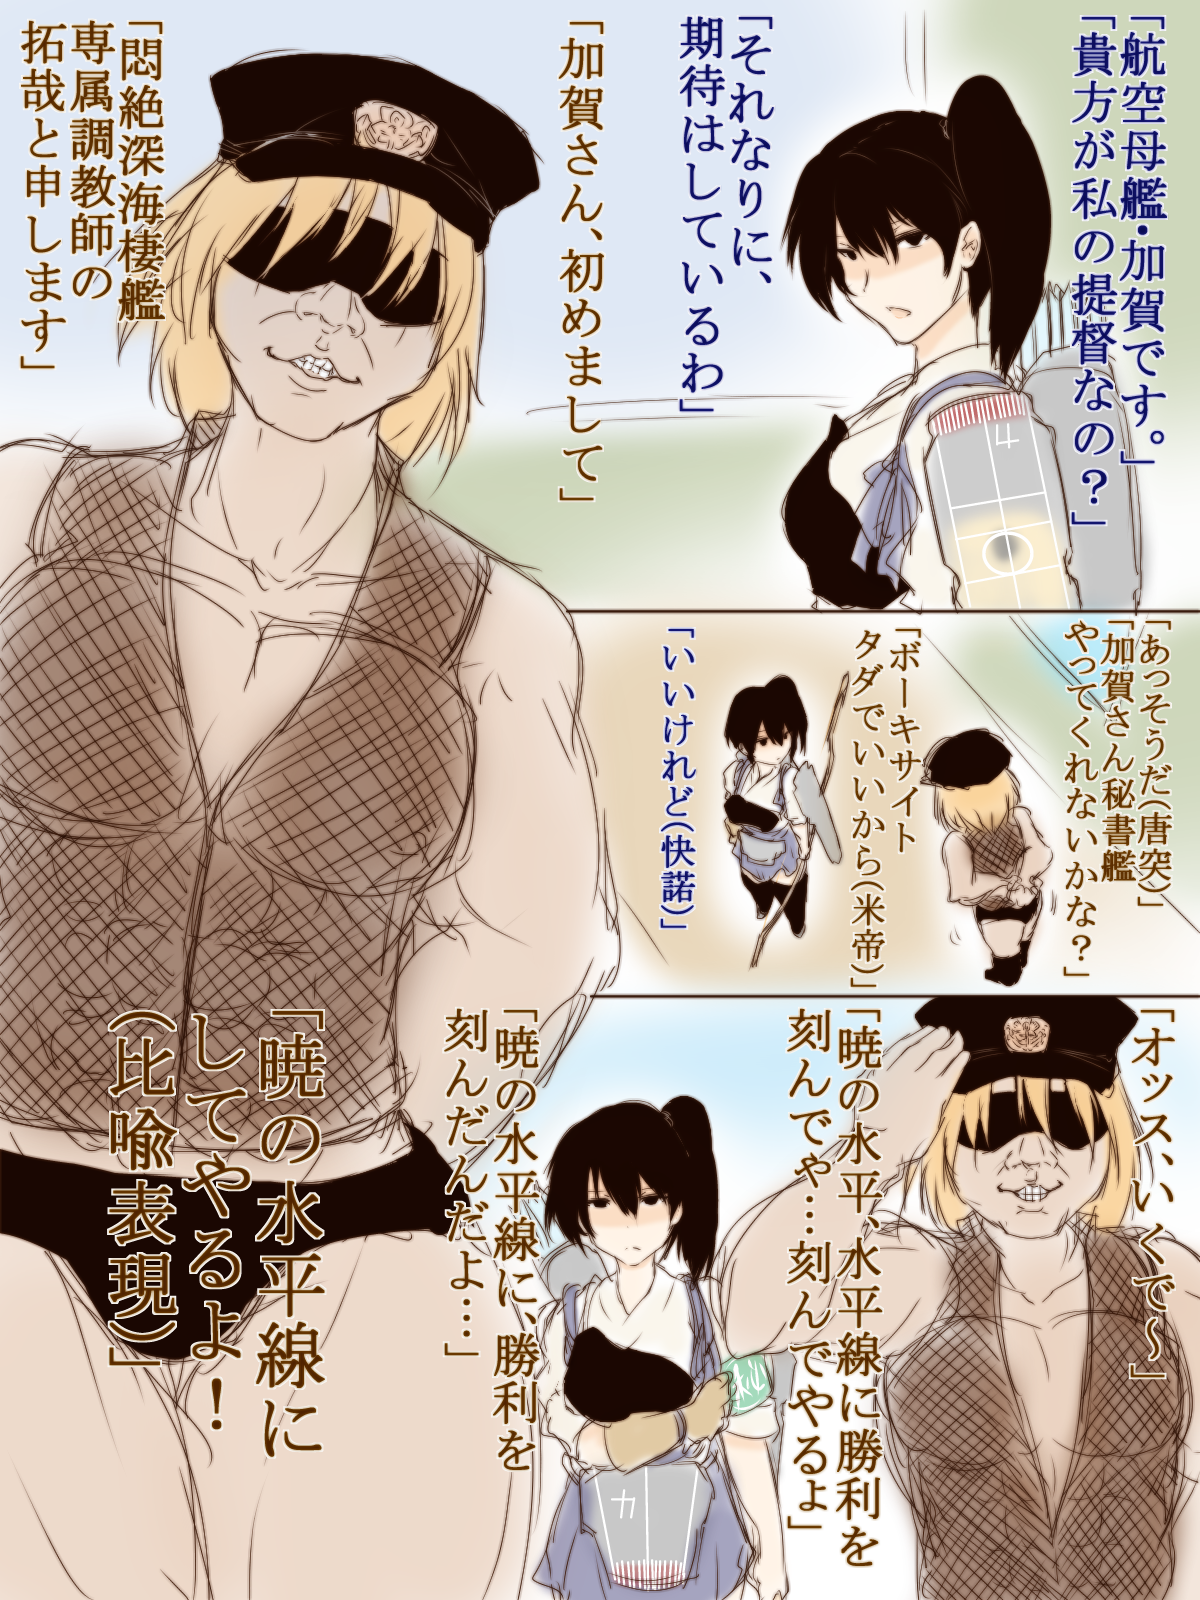 「航空母艦・加賀です。」
「貴方が私の提督なの？」
「それなりに、
期待はしているわ」
「加賀さん、初めまして」
「悶絶深海棲艦
専属調教師の
拓哉と申します」
「あっそうだ(唐突)」
「加賀さん秘書艦
やってくれないかな？」
「ボーキサイト
タダでいいから(米帝)」
「いいけれど(快諾)」
「オッス、いくで～」
「暁の水平、水平線に勝利を
刻んでや…刻んでやるよ」
「暁の水平線に、勝利を
刻んだんだよ…」
「暁の水平線に
してやるよ！
(比喩表現)」
カ